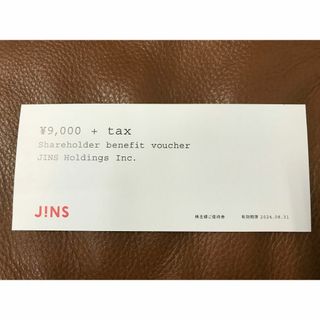 ¥9,000 + tax
Shareholder benefit voucher
JINS Holdings Inc.
J!NS
株主様ご優待券 有効期限 2024.08.31